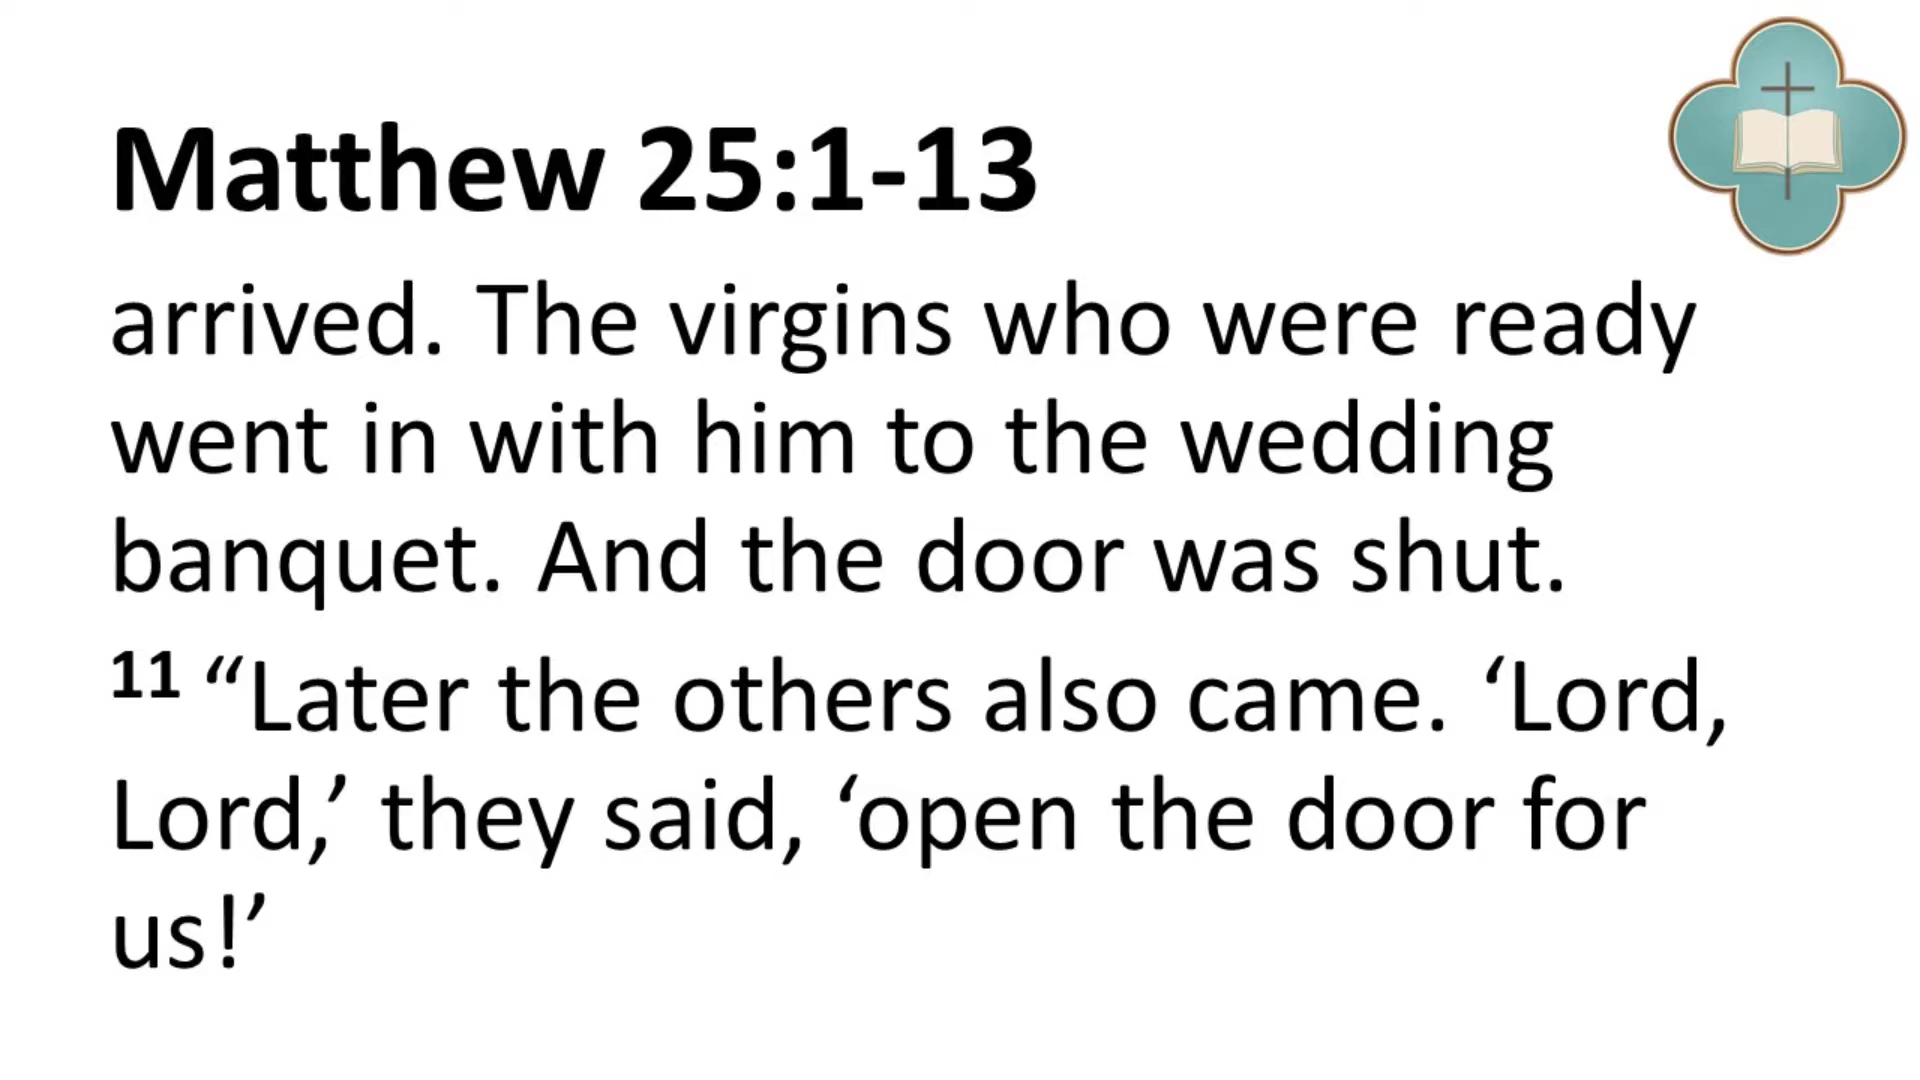 Matthew 25:1-13
arrived. The virgins who were ready
went in with him to the wedding
banquet. And the door was shut.
11 “Later the others also came. ‘Lord,
Lord,’ they said, ‘open the door for
us!’